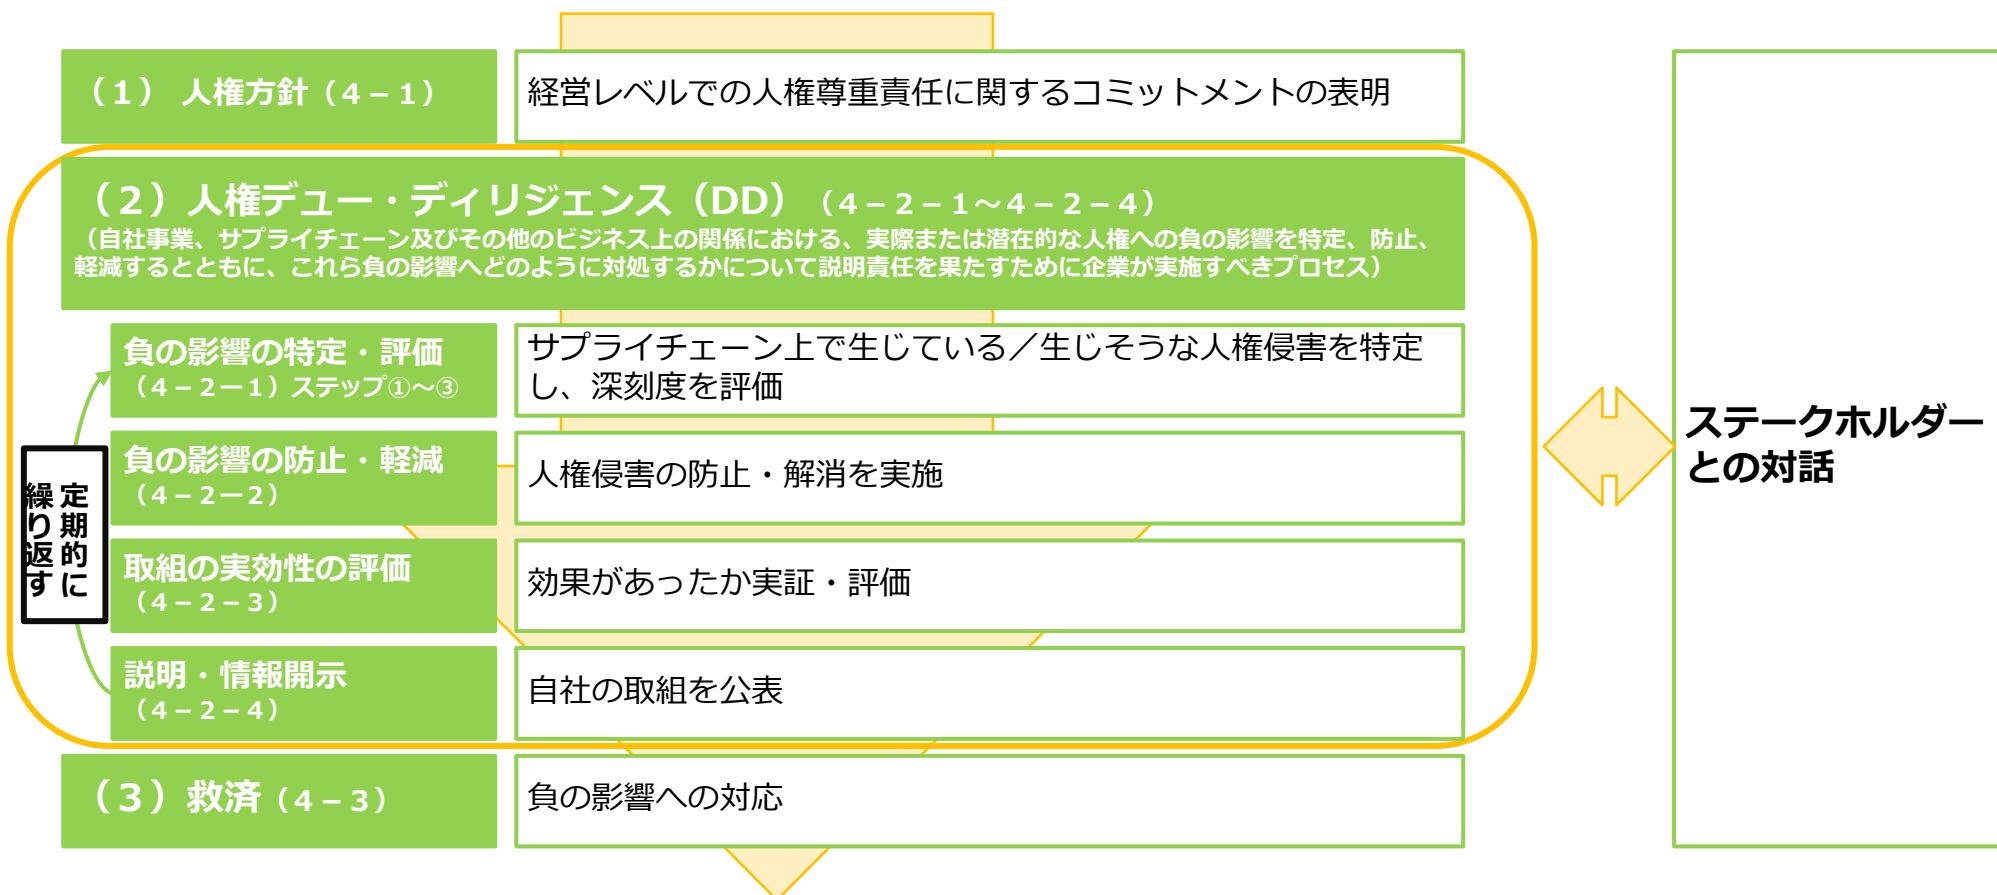 （１） 人権方針（４－１）
経営レベルでの人権尊重責任に関するコミットメントの表明
（２）人権デュー・ディリジェンス（DD）（４－２－１～４－２－４）
（自社事業、サプライチェーン及びその他のビジネス上の関係における、実際または潜在的な人権への負の影響を特定、防止、
軽減するとともに、これら負の影響へどのように対処するかについて説明責任を果たすために企業が実施すべきプロセス）
負の影響の特定・評価
（４－２ー１）ステップ①～③
サプライチェーン上で生じている／生じそうな人権侵害を特定
し、深刻度を評価
負の影響の防止・軽減
（４－２ー２）
人権侵害の防止・解消を実施
取組の実効性の評価
（４－２－３）
効果があったか実証・評価
説明・情報開示
（４－２－４）
自社の取組を公表
定期的に
繰り返す
（３）救済（４－３）
負の影響への対応
ステークホルダー
との対話